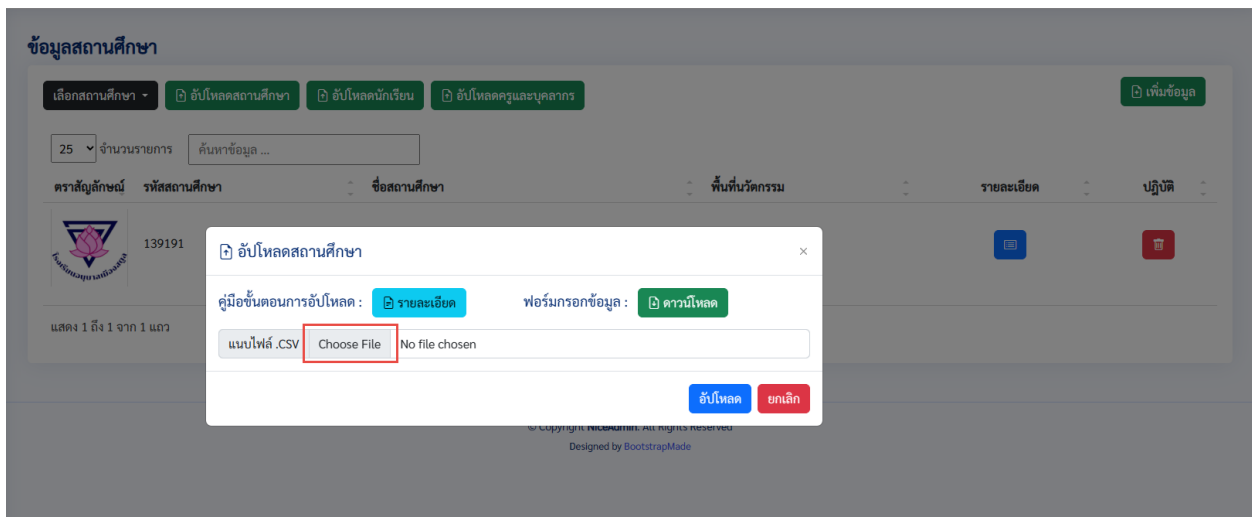 ข้อมูลสถานศึกษา
เลือกสถานศึกษา อัปโหลดสถานศึกษา อัปโหลดนักเรียน อัปโหลดครูและบุคลากร เพิ่มข้อมูล
25 จำนวนรายการ ค้นหาข้อมูล ...
ตราสัญลักษณ์ รหัสสถานศึกษา ชื่อสถานศึกษา พื้นที่นวัตกรรม รายละเอียด ปฏิบัติ
139191
อัปโหลดสถานศึกษา ×
คู่มือขั้นตอนการอัปโหลด : รายละเอียด ฟอร์มกรอกข้อมูล : ดาวน์โหลด
แสดง 1 ถึง 1 จาก 1 แถว
แนบไฟล์ .CSV Choose File No file chosen
อัปโหลด ยกเลิก
© Copyright NiceAdmin. All Rights Reserved
Designed by BootstrapMade